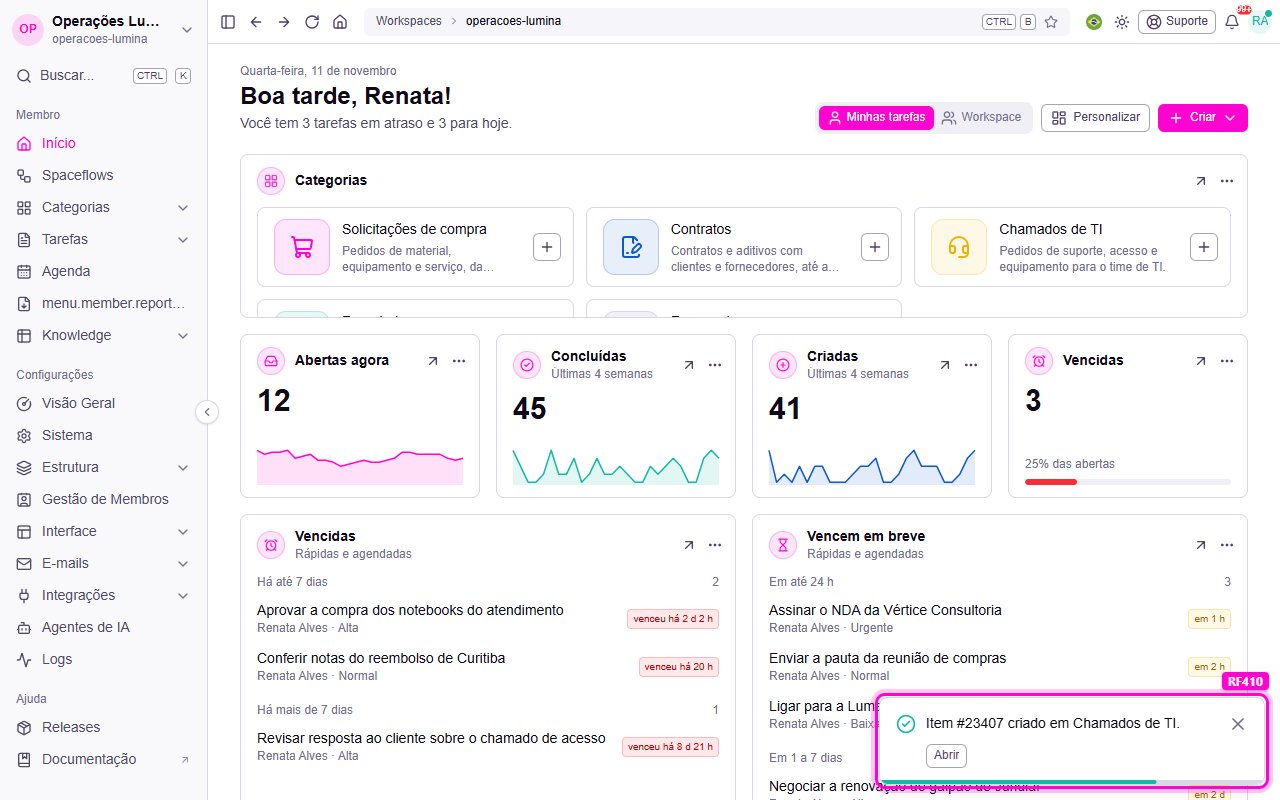 OP
Operações Lu...
operacoes-lumina
Buscar...
CTRL
K
Membro
Início
Spaceflows
Categorias
Tarefas
Agenda
menu.member.report...
Knowledge
Configurações
Visão Geral
Sistema
Estrutura
Gestão de Membros
Interface
E-mails
Integrações
Agentes de IA
Logs
Ajuda
Releases
Documentação
Workspaces
operacoes-lumina
CTRL
B
Suporte
99+
RA
Quarta-feira, 11 de novembro
Boa tarde, Renata!
Você tem 3 tarefas em atraso e 3 para hoje.
Minhas tarefas
Workspace
Personalizar
Criar
Categorias
Solicitações de compra
Pedidos de material,
equipamento e serviço, da...
Contratos
Contratos e aditivos com
clientes e fornecedores, até a...
Chamados de TI
Pedidos de suporte, acesso e
equipamento para o time de TI.
Abertas agora
12
Concluídas
Últimas 4 semanas
45
Criadas
Últimas 4 semanas
41
Vencidas
3
25% das abertas
Vencidas
Rápidas e agendadas
Há até 7 dias
2
Aprovar a compra dos notebooks do atendimento
Renata Alves · Alta
venceu há 2 d 2 h
Conferir notas do reembolso de Curitiba
Renata Alves · Normal
venceu há 20 h
Há mais de 7 dias
1
Revisar resposta ao cliente sobre o chamado de acesso
Renata Alves · Alta
venceu há 8 d 21 h
Vencem em breve
Rápidas e agendadas
Em até 24 h
3
Assinar o NDA da Vértice Consultoria
Renata Alves · Urgente
em 1 h
Enviar a pauta da reunião de compras
Renata Alves · Normal
em 2 h
Ligar para a
Renata Alves
Em 1 a 7 dias
Negociar a renovação do galpão de Jundiaí
Renata Alves
em 2 d
RF410
Item #23407 criado em Chamados de TI.
Abrir